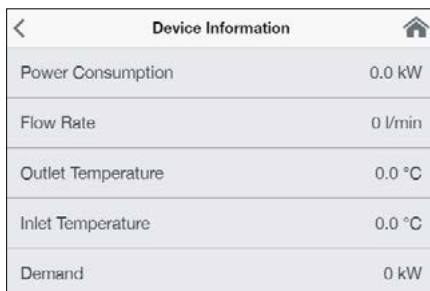 Device Information
Power Consumption 0.0 kW
Flow Rate 0 l/min
Outlet Temperature 0.0 °C
Inlet Temperature 0.0 °C
Demand 0 kW